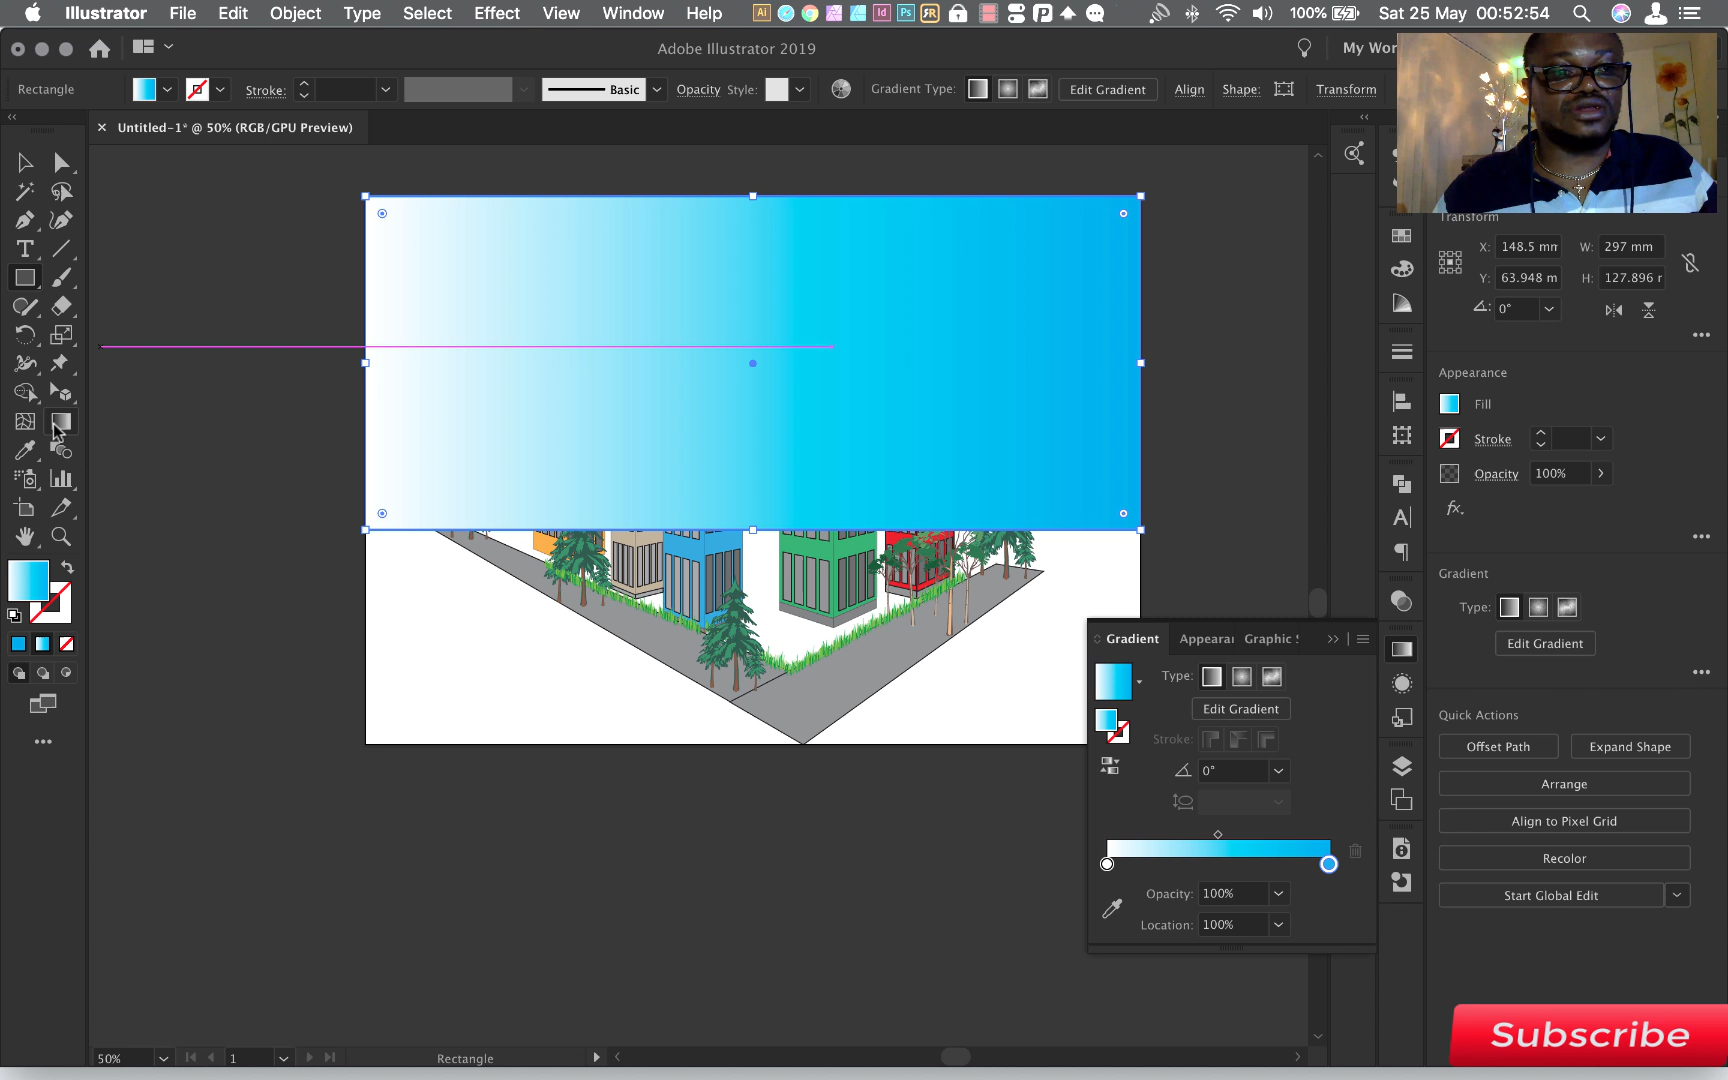 Illustrator File Edit Object Type Select Effect View Window Help 100% Sat 25 May 00:52:54
Adobe Illustrator 2019
My Wor
Rectangle Stroke: Basic Opacity Style: Gradient Type: Edit Gradient Align Shape: Transform
× Untitled-1* @ 50% (RGB/GPU Preview)
Transform
X: 148.5 mm W: 297 mm
Y: 63.948 m H: 127.896 r
0°
Appearance
Fill
Stroke
Opacity 100%
fx.
Gradient
Type:
Edit Gradient
Quick Actions
Offset Path Expand Shape
Arrange
Align to Pixel Grid
Recolor
Start Global Edit
Gradient Appearar Graphic S
Type:
Edit Gradient
Stroke:
0°
Opacity: 100%
Location: 100%
50% 1 Rectangle
Subscribe